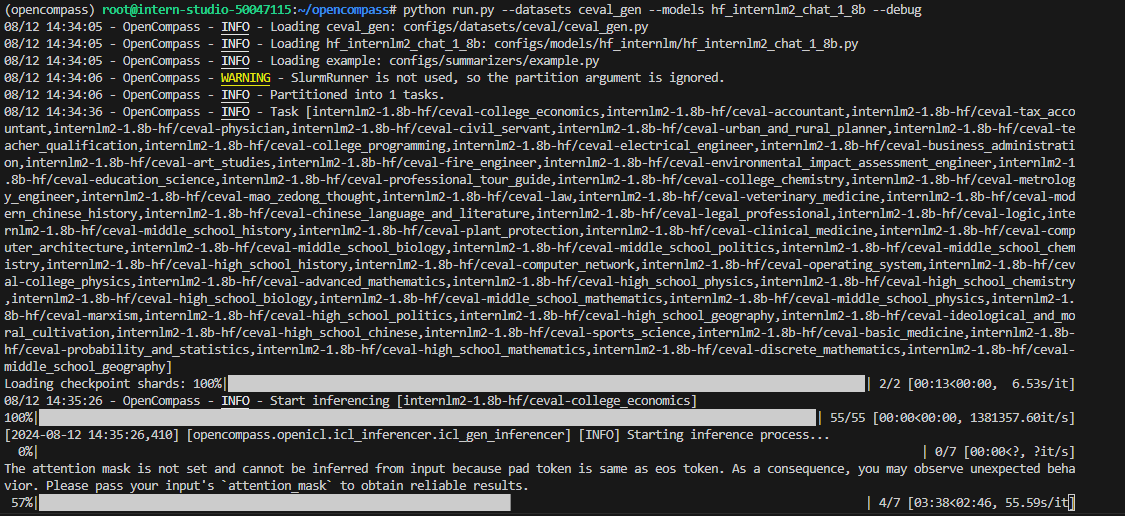 (opencompass) root@intern-studio-50047115:~/opencompass# python run.py --datasets ceval_gen --models hf_internlm2_chat_1_8b --debug
08/12 14:34:05 - OpenCompass - INFO - Loading ceval_gen: configs/datasets/ceval/ceval_gen.py
08/12 14:34:05 - OpenCompass - INFO - Loading hf_internlm2_chat_1_8b: configs/models/hf_internlm/hf_internlm2_chat_1_8b.py
08/12 14:34:05 - OpenCompass - INFO - Loading example: configs/summarizers/example.py
08/12 14:34:06 - OpenCompass - WARNING - SlurmRunner is not used, so the partition argument is ignored.
08/12 14:34:06 - OpenCompass - INFO - Partitioned into 1 tasks.
08/12 14:34:36 - OpenCompass - INFO - Task [internlm2-1.8b-hf/ceval-college_economics,internlm2-1.8b-hf/ceval-accountant,internlm2-1.8b-hf/ceval-tax_acco
untant,internlm2-1.8b-hf/ceval-physician,internlm2-1.8b-hf/ceval-civil_servant,internlm2-1.8b-hf/ceval-urban_and_rural_planner,internlm2-1.8b-hf/ceval-te
acher_qualification,internlm2-1.8b-hf/ceval-college_programming,internlm2-1.8b-hf/ceval-electrical_engineer,internlm2-1.8b-hf/ceval-business_administrati
on,internlm2-1.8b-hf/ceval-art_studies,internlm2-1.8b-hf/ceval-fire_engineer,internlm2-1.8b-hf/ceval-environmental_impact_assessment_engineer,internlm2-1
.8b-hf/ceval-education_science,internlm2-1.8b-hf/ceval-professional_tour_guide,internlm2-1.8b-hf/ceval-college_chemistry,internlm2-1.8b-hf/ceval-metrolog
y_engineer,internlm2-1.8b-hf/ceval-mao_zedong_thought,internlm2-1.8b-hf/ceval-law,internlm2-1.8b-hf/ceval-veterinary_medicine,internlm2-1.8b-hf/ceval-mod
ern_chinese_history,internlm2-1.8b-hf/ceval-chinese_language_and_literature,internlm2-1.8b-hf/ceval-legal_professional,internlm2-1.8b-hf/ceval-logic,inte
rnlm2-1.8b-hf/ceval-middle_school_history,internlm2-1.8b-hf/ceval-plant_protection,internlm2-1.8b-hf/ceval-clinical_medicine,internlm2-1.8b-hf/ceval-comp
uter_architecture,internlm2-1.8b-hf/ceval-middle_school_biology,internlm2-1.8b-hf/ceval-middle_school_politics,internlm2-1.8b-hf/ceval-middle_school_chem
istry,internlm2-1.8b-hf/ceval-high_school_history,internlm2-1.8b-hf/ceval-computer_network,internlm2-1.8b-hf/ceval-operating_system,internlm2-1.8b-hf/cev
al-college_physics,internlm2-1.8b-hf/ceval-advanced_mathematics,internlm2-1.8b-hf/ceval-high_school_physics,internlm2-1.8b-hf/ceval-high_school_chemistry
,internlm2-1.8b-hf/ceval-high_school_biology,internlm2-1.8b-hf/ceval-middle_school_mathematics,internlm2-1.8b-hf/ceval-middle_school_physics,internlm2-1.
8b-hf/ceval-marxism,internlm2-1.8b-hf/ceval-high_school_politics,internlm2-1.8b-hf/ceval-high_school_geography,internlm2-1.8b-hf/ceval-ideological_and_mo
ral_cultivation,internlm2-1.8b-hf/ceval-high_school_chinese,internlm2-1.8b-hf/ceval-sports_science,internlm2-1.8b-hf/ceval-basic_medicine,internlm2-1.8b-
hf/ceval-probability_and_statistics,internlm2-1.8b-hf/ceval-high_school_mathematics,internlm2-1.8b-hf/ceval-discrete_mathematics,internlm2-1.8b-hf/ceval-
middle_school_geography]
Loading checkpoint shards: 100%| | 2/2 [00:13<00:00, 6.53s/it]
08/12 14:35:26 - OpenCompass - INFO - Start inferencing [internlm2-1.8b-hf/ceval-college_economics]
100%| | 55/55 [00:00<00:00, 1381357.60it/s]
[2024-08-12 14:35:26,410] [opencompass.openicl.icl_inferencer.icl_gen_inferencer] [INFO] Starting inference process...
0%| | 0/7 [00:00<?, ?it/s]
The attention mask is not set and cannot be inferred from input because pad token is same as eos token. As a consequence, you may observe unexpected beha
vior. Please pass your input's `attention_mask` to obtain reliable results.
57%| | 4/7 [03:38<02:46, 55.59s/it]